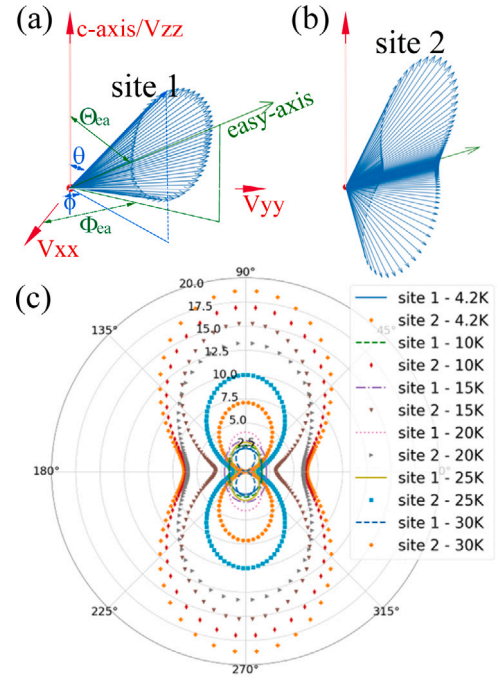 (a)
c-axis/Vzz
site 1
Θea
θ
easy-axis
ϕ
Φea
Vyy
Vxx
(b)
site 2
(c)
90°
20.0
17.5
15.0
12.5
10.0
7.5
5.0
2.5
135°
45°
180°
0°
225°
315°
270°
site 1 - 4.2K
site 2 - 4.2K
site 1 - 10K
site 2 - 10K
site 1 - 15K
site 2 - 15K
site 1 - 20K
site 2 - 20K
site 1 - 25K
site 2 - 25K
site 1 - 30K
site 2 - 30K